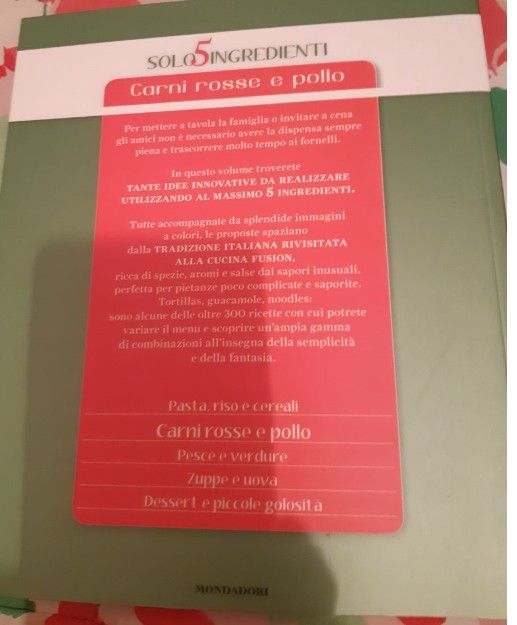 SOLO5INGREDIENTI
Carni rosse e pollo
Per mettere a tavola la famiglia o invitare a cena
gli amici non è necessario avere la dispensa sempre
piena e trascorrere molto tempo ai fornelli.
In questo volume troverete
TANTE IDEE INNOVATIVE DA REALIZZARE
UTILIZZANDO AL MASSIMO 5 INGREDIENTI.
Tutte accompagnate da splendide immagini
a colori, le proposte spaziano
dalla TRADIZIONE ITALIANA RIVISITATA
ALLA CUCINA FUSION,
ricca di spezie, aromi e salse dai sapori inusuali,
perfetta per pietanze poco complicate e saporite.
Tortillas, guacamole, noodles:
sono alcune delle oltre 300 ricette con cui potrete
variare il menu e scoprire un'ampia gamma
di combinazioni all'insegna della semplicità
e della fantasia.
Pasta, riso e cereali
Carni rosse e pollo
Pesce e verdure
Zuppe e uova
Dessert e piccole golosità
MONDADORI